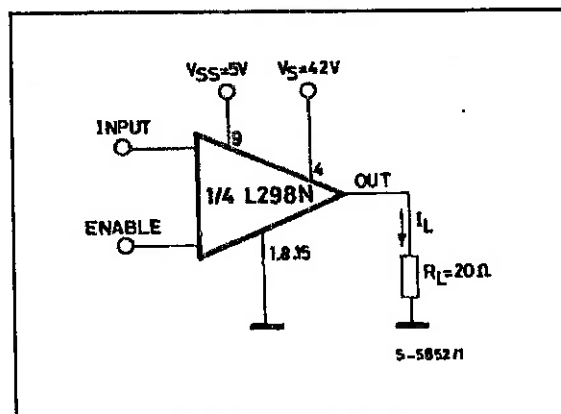 VSS=5V VS=42V
INPUT
9
4
OUT
1/4 L298N
IL
ENABLE
1.8.15
RL=20Ω
S-5852/1